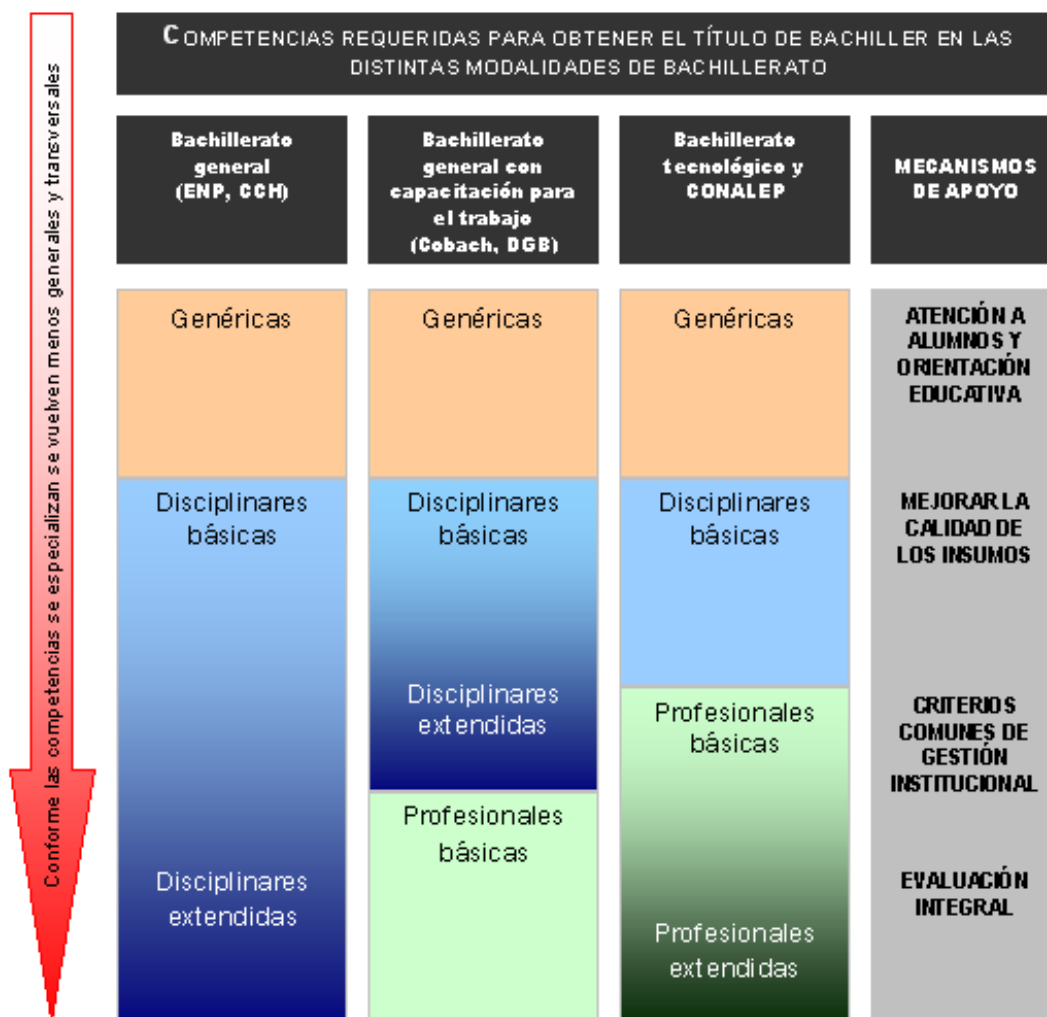 COMPETENCIAS REQUERIDAS PARA OBTENER EL TÍTULO DE BACHILLER EN LAS
DISTINTAS MODALIDADES DE BACHILLERATO
Conforme las competencias se especializan se vuelven menos generales y transversales
Bachillerato
general
(ENP, CCH)
Bachillerato
general con
capacitación para
el trabajo
(Cobach, DGB)
Bachillerato
tecnológico y
CONALEP
MECANISMOS
DE APOYO
Genéricas
Disciplinares
básicas
Disciplinares
extendidas
Genéricas
Disciplinares
básicas
Disciplinares
extendidas
Profesionales
básicas
Genéricas
Disciplinares
básicas
Profesionales
básicas
Profesionales
extendidas
ATENCIÓN A
ALUMNOS Y
ORIENTACIÓN
EDUCATIVA
MEJORAR LA
CALIDAD DE
LOS INSUMOS
CRITERIOS
COMUNES DE
GESTIÓN
INSTITUCIONAL
EVALUACIÓN
INTEGRAL